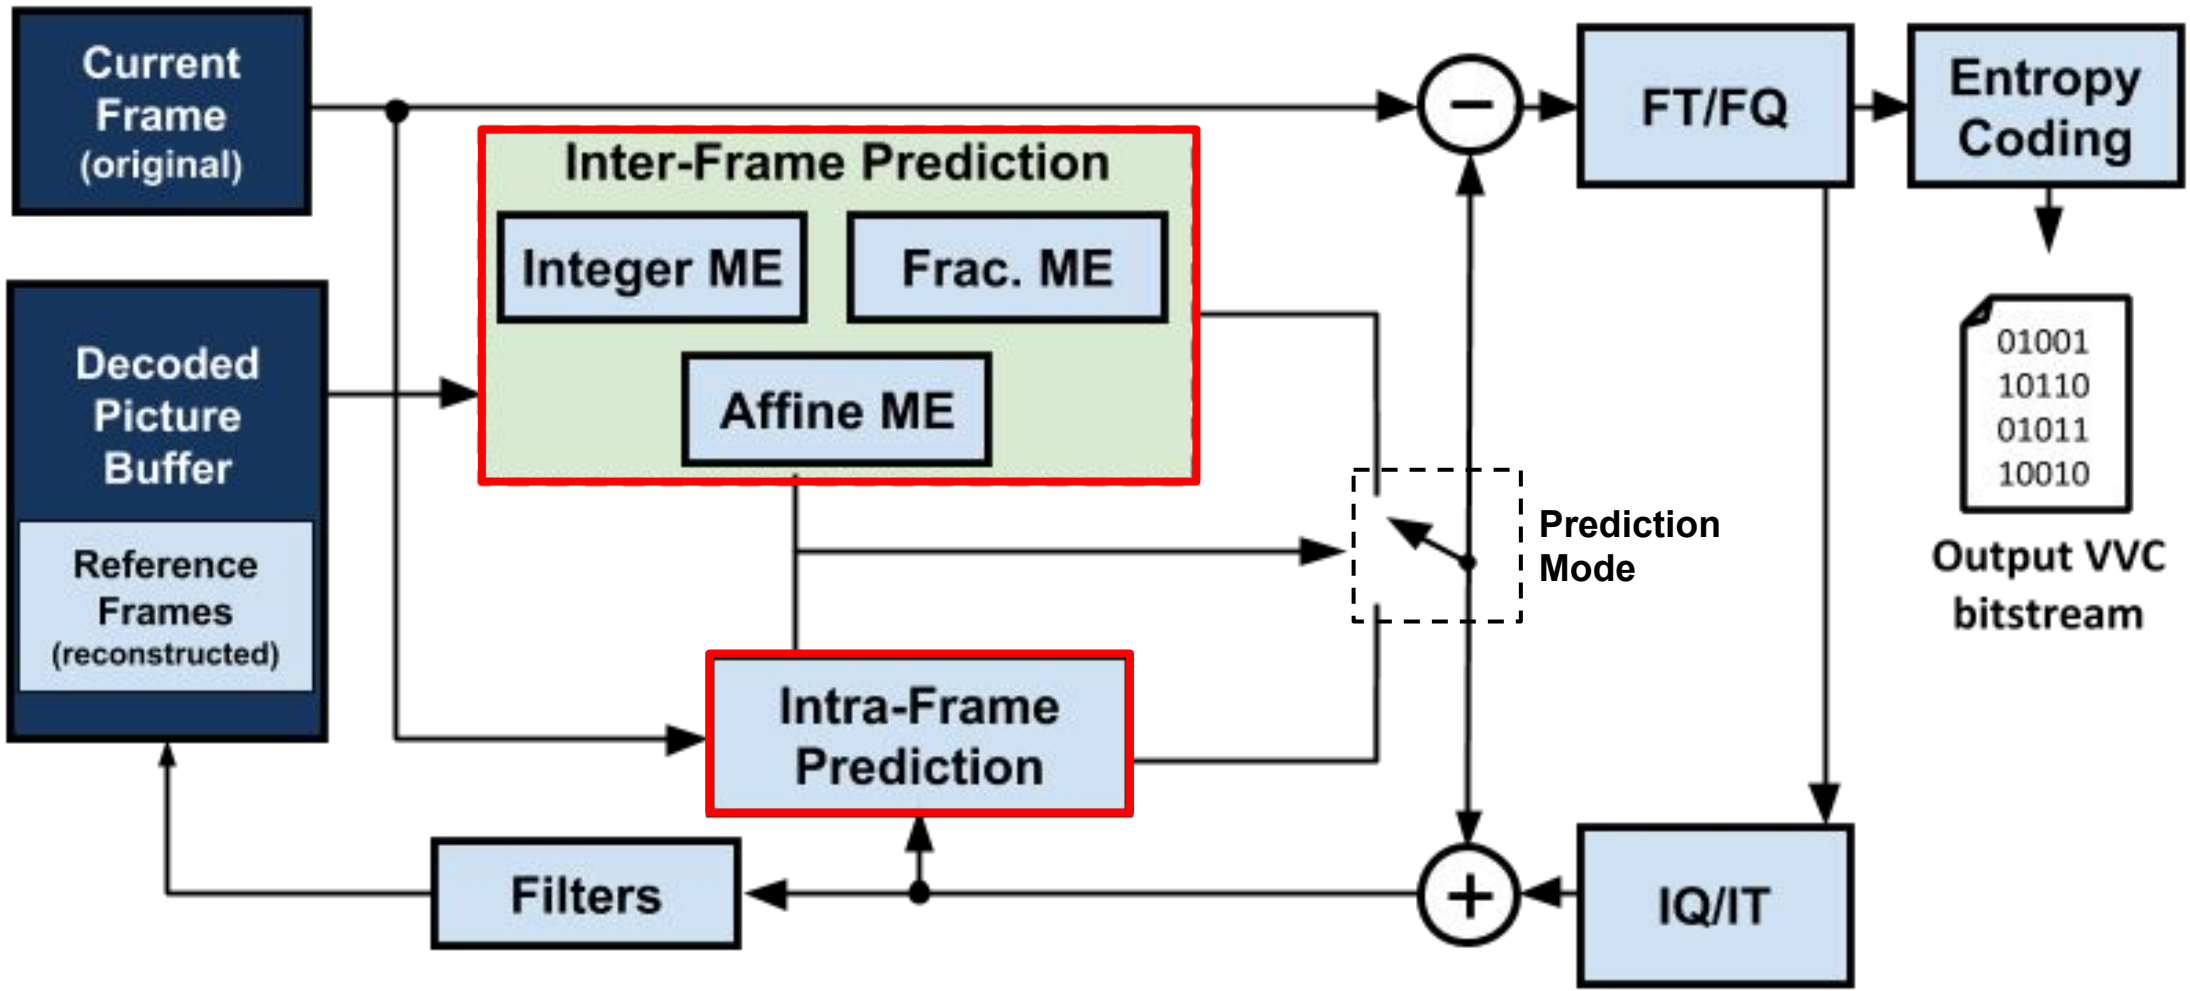 Current
Frame
(original)
Inter-Frame Prediction
Integer ME
Frac. ME
Affine ME
−
FT/FQ
Entropy
Coding
Decoded
Picture
Buffer
Reference
Frames
(reconstructed)
Prediction
Mode
01001
10110
01011
10010
Output VVC
bitstream
Intra-Frame
Prediction
Filters
+
IQ/IT